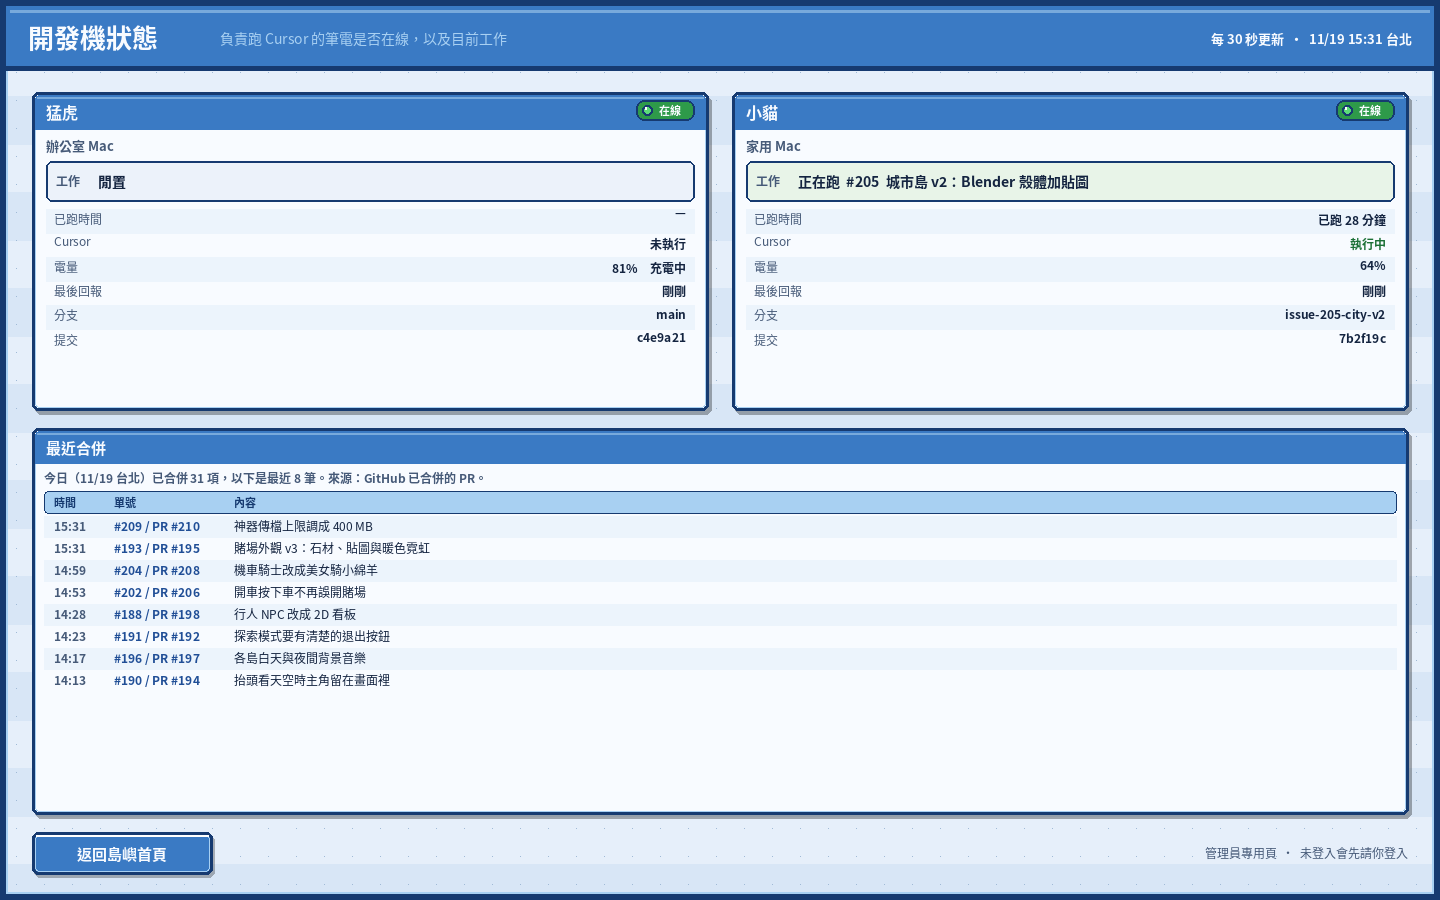 開發機狀態 負責跑 Cursor 的筆電是否在線，以及目前工作 每 30 秒更新 ・ 11/19 15:31 台北
猛虎 在線
辦公室 Mac
工作 閒置
已跑時間 —
Cursor 未執行
電量 81% 充電中
最後回報 剛剛
分支 main
提交 c4e9a21
小貓 在線
家用 Mac
工作 正在跑 #205 城市島 v2：Blender 殼體加貼圖
已跑時間 已跑 28 分鐘
Cursor 執行中
電量 64%
最後回報 剛剛
分支 issue-205-city-v2
提交 7b2f19c
最近合併
今日（11/19 台北）已合併 31 項，以下是最近 8 筆。來源：GitHub 已合併的 PR。
時間 單號 內容
15:31 #209 / PR #210 神器傳檔上限調成 400 MB
15:31 #193 / PR #195 賭場外觀 v3：石材、貼圖與暖色霓虹
14:59 #204 / PR #208 機車騎士改成美女騎小綿羊
14:53 #202 / PR #206 開車按下車不再誤開賭場
14:28 #188 / PR #198 行人 NPC 改成 2D 看板
14:23 #191 / PR #192 探索模式要有清楚的退出按鈕
14:17 #196 / PR #197 各島白天與夜間背景音樂
14:13 #190 / PR #194 抬頭看天空時主角留在畫面裡
返回島嶼首頁 管理員專用頁 ・ 未登入會先請你登入